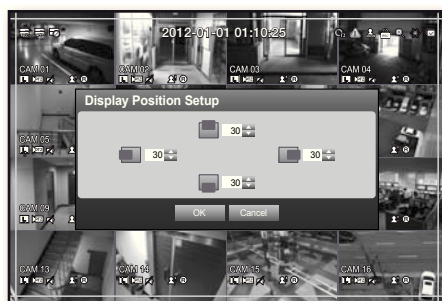 2012-01-01 01:10:25
CAM 01
CAM 02
CAM 03
CAM 04
Display Position Setup
30
30
30
30
CAM 05
OK
Cancel
CAM 09
CAM 13
CAM 14
CAM 15
CAM 16